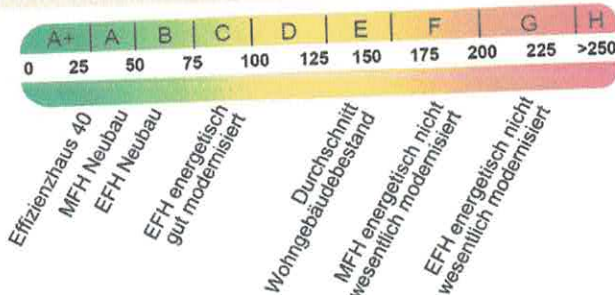 A+ A B C D E F G H
0 25 50 75 100 125 150 175 200 225 >250
Effizienzhaus 40
MFH Neubau
EFH Neubau
EFH energetisch
gut modernisiert
Durchschnitt
Wohngebäudebestand
MFH energetisch nicht
wesentlich modernisiert
EFH energetisch nicht
wesentlich modernisiert